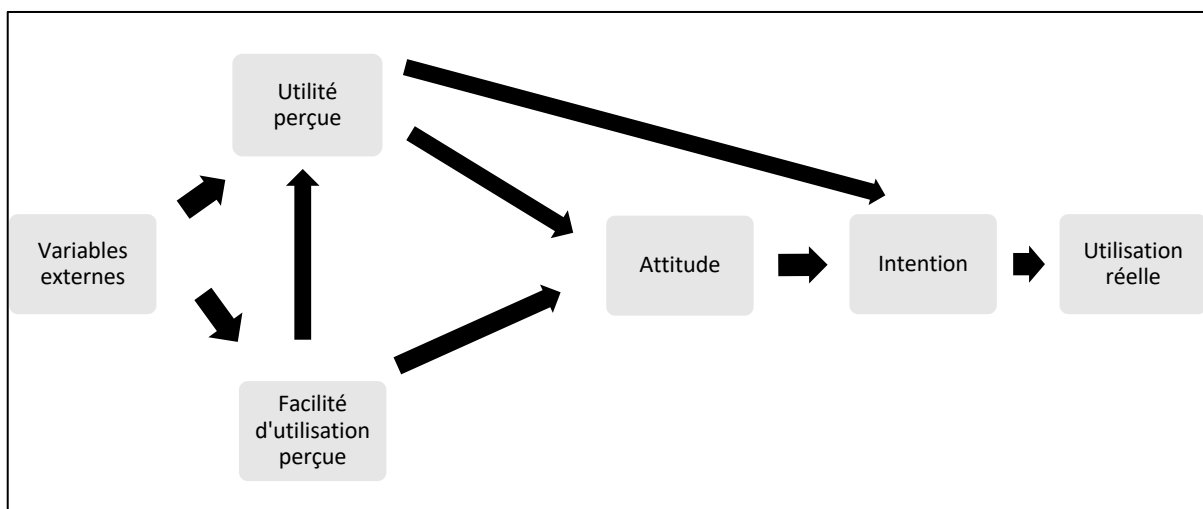 Utilité
perçue
Variables
externes
Attitude
Intention
Utilisation
réelle
Facilité
d'utilisation
perçue